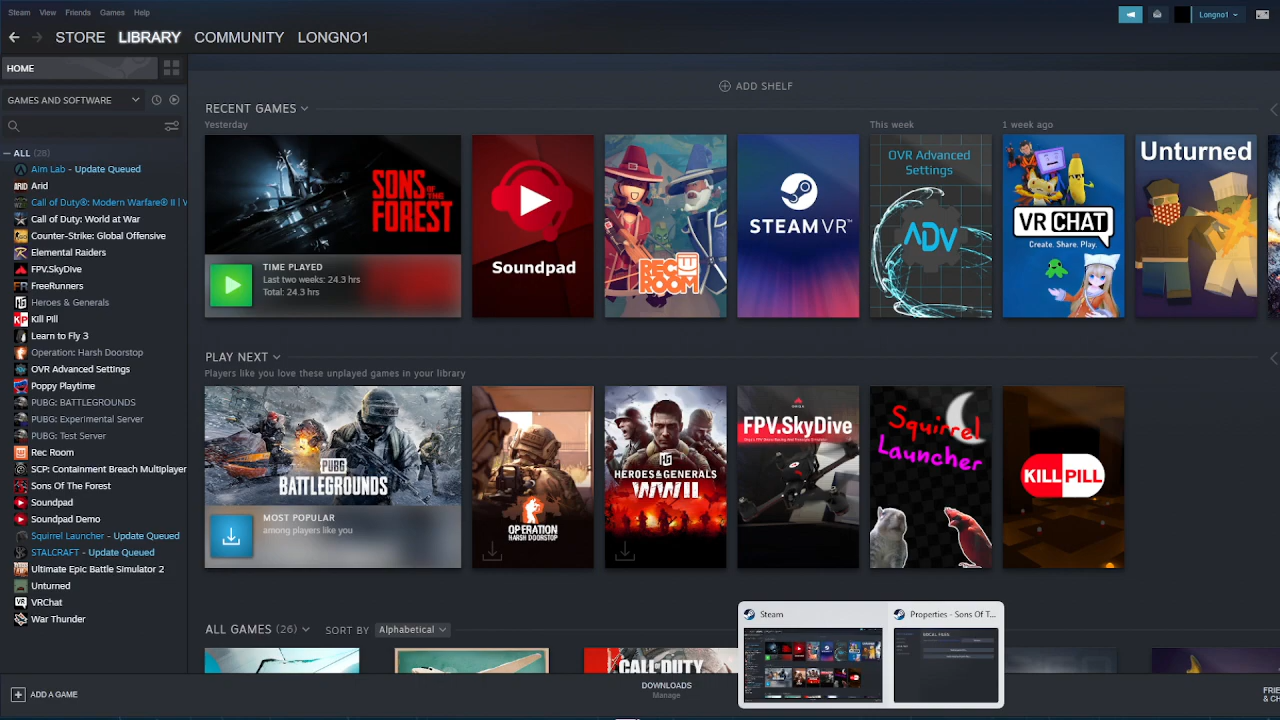 Steam View Friends Games Help
Longno1
STORE LIBRARY COMMUNITY LONGNO1
HOME
GAMES AND SOFTWARE
ALL (28)
Aim Lab - Update Queued
Arid
Call of Duty®: Modern Warfare® II | V
Call of Duty: World at War
Counter-Strike: Global Offensive
Elemental Raiders
FPV.SkyDive
FreeRunners
Heroes & Generals
Kill Pill
Learn to Fly 3
Operation: Harsh Doorstop
OVR Advanced Settings
Poppy Playtime
PUBG: BATTLEGROUNDS
PUBG: Experimental Server
PUBG: Test Server
Rec Room
SCP: Containment Breach Multiplayer
Sons Of The Forest
Soundpad
Soundpad Demo
Squirrel Launcher - Update Queued
STALCRAFT - Update Queued
Ultimate Epic Battle Simulator 2
Unturned
VRChat
War Thunder
ADD A GAME
ADD SHELF
RECENT GAMES
Yesterday
This week
1 week ago
SONS OF THE FOREST
TIME PLAYED
Last two weeks: 24.3 hrs
Total: 24.3 hrs
Soundpad
REC ROOM
STEAM VR™
OVR Advanced
Settings
ADV
VR CHAT
Create. Share. Play.
Unturned
PLAY NEXT
Players like you love these unplayed games in your library
PUBG
BATTLEGROUNDS
MOST POPULAR
among players like you
OPERATION
HARSH DOORSTOP
HEROES & GENERALS
WWII
FPV.SkyDive
Squirrel
Launcher
KILL PILL
ALL GAMES (26) SORT BY Alphabetical
CALL OF DUTY
Steam
Properties - Sons Of T...
LOCAL FILES
DOWNLOADS
Manage
FRIE
& CH